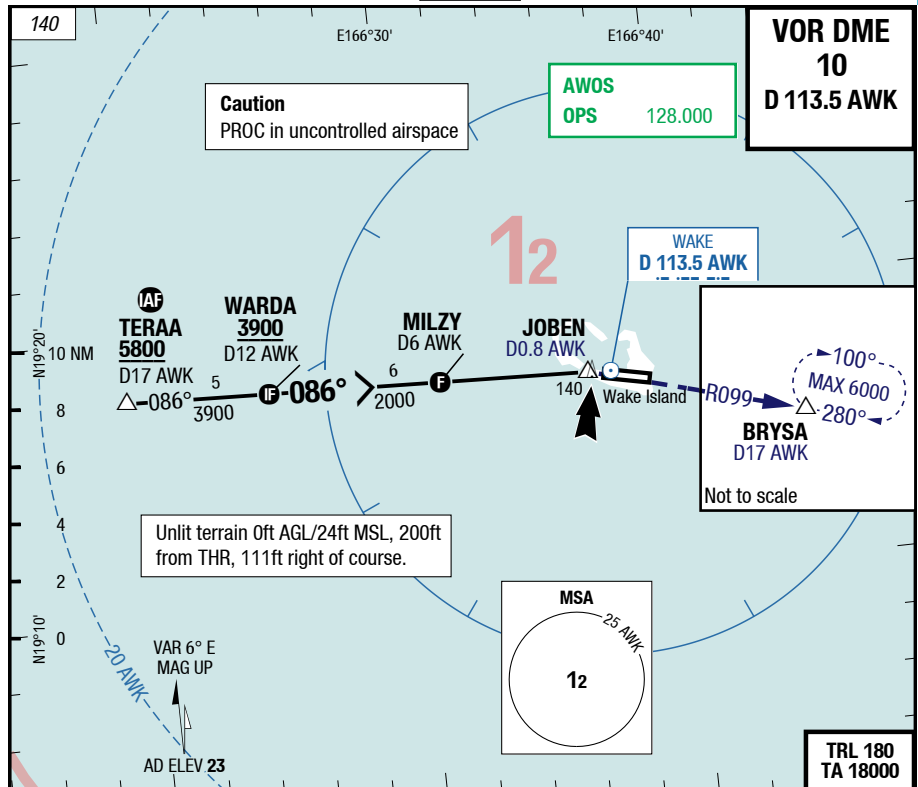 140
E166°30'
E166°40'
VOR DME
10
D 113.5 AWK
Caution
PROC in uncontrolled airspace
AWOS
OPS 128.000
12
WAKE
D 113.5 AWK
IAF
TERAA
5800
D17 AWK
WARDA
3900
D12 AWK
MILZY
D6 AWK
JOBEN
D0.8 AWK
N19°20'
10 NM
8
6
4
2
0
N19°10'
086°
5
3900
IF
086°
6
2000
F
140
Wake Island
R099
100°
MAX 6000
280°
BRYSA
D17 AWK
Not to scale
Unlit terrain 0ft AGL/24ft MSL, 200ft
from THR, 111ft right of course.
MSA
25 AWK
12
20 AWK
VAR 6° E
MAG UP
AD ELEV 23
TRL 180
TA 18000